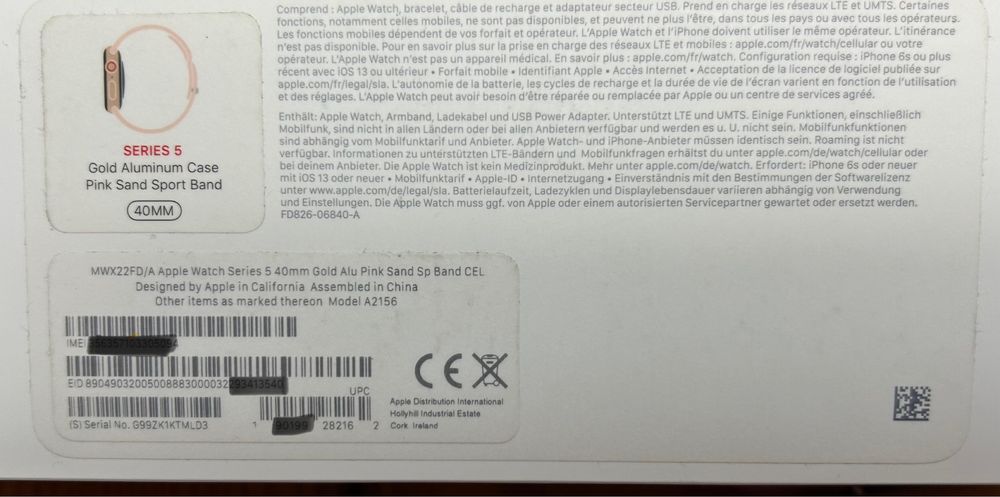 SERIES 5
Gold Aluminum Case
Pink Sand Sport Band
40MM
Comprend : Apple Watch, bracelet, câble de recharge et adaptateur secteur USB. Prend en charge les réseaux LTE et UMTS. Certaines
fonctions, notamment celles mobiles, ne sont pas disponibles, et peuvent ne plus l'être, dans tous les pays ou avec tous les opérateurs.
Les fonctions mobiles dépendent de vos forfait et opérateur. L'Apple Watch et l'iPhone doivent utiliser le même opérateur. L'itinérance
n'est pas disponible. Pour en savoir plus sur la prise en charge des réseaux LTE et mobiles : apple.com/fr/watch/cellular ou votre
opérateur. L'Apple Watch n'est pas un appareil médical. En savoir plus : apple.com/fr/watch. Configuration requise : iPhone 6s ou plus
récent avec iOS 13 ou ultérieur • Forfait mobile • Identifiant Apple • Accès Internet • Acceptation de la licence de logiciel publiée sur
apple.com/fr/legal/sla. L'autonomie de la batterie, les cycles de recharge et la durée de vie de l'écran varient en fonction de l'utilisation
et des réglages. L'Apple Watch peut avoir besoin d'être réparée ou remplacée par Apple ou un centre de services agréé.
Enthält: Apple Watch, Armband, Ladekabel und USB Power Adapter. Unterstützt LTE und UMTS. Einige Funktionen, einschließlich
Mobilfunk, sind nicht in allen Ländern oder bei allen Anbietern verfügbar und werden es u. U. nicht sein. Mobilfunkfunktionen
sind abhängig vom Mobilfunktarif und Anbieter. Apple Watch- und iPhone-Anbieter müssen identisch sein. Roaming ist nicht
verfügbar. Informationen zu unterstützten LTE-Bändern und Mobilfunkfragen erhältst du unter apple.com/de/watch/cellular oder
bei deinem Anbieter. Die Apple Watch ist kein Medizinprodukt. Mehr unter apple.com/de/watch. Erfordert: iPhone 6s oder neuer
mit iOS 13 oder neuer • Mobilfunktarif • Apple-ID • Internetzugang • Einverständnis mit den Bestimmungen der Softwarelizenz
unter www.apple.com/de/legal/sla. Batterielaufzeit, Ladezyklen und Displaylebensdauer variieren abhängig von Verwendung
und Einstellungen. Die Apple Watch muss ggf. von Apple oder einem autorisierten Servicepartner gewartet oder ersetzt werden.
FD826-06840-A
MWX22FD/A Apple Watch Series 5 40mm Gold Alu Pink Sand Sp Band CEL
Designed by Apple in California Assembled in China
Other items as marked thereon Model A2156
IMEI
EID 89049032005008883000032
UPC
(S) Serial No. G99ZK1KTMLD3
1 28216 2
CE
Apple Distribution International
Hollyhill Industrial Estate
Cork Ireland